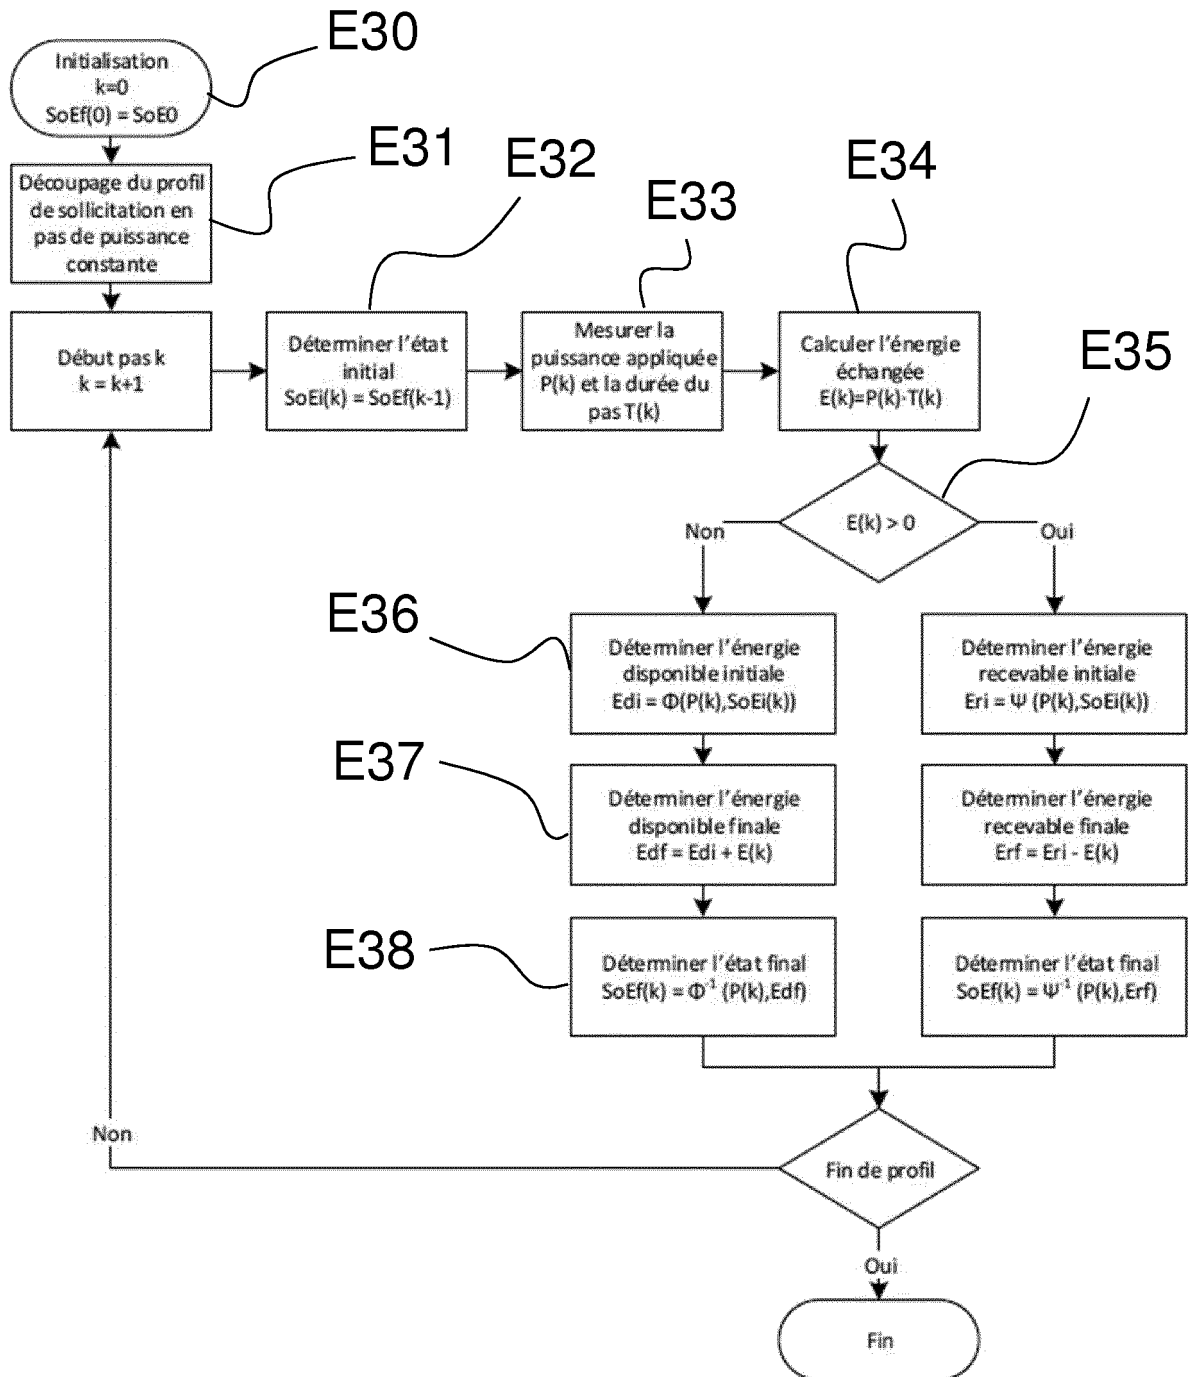 E30
Initialisation
k=0
SoEf(0) = SoE0
E31
Découpage du profil
de sollicitation en
pas de puissance
constante
E32
E33
E34
Début pas k
k = k+1
Déterminer l'état
initial
SoEi(k) = SoEf(k-1)
Mesurer la
puissance appliquée
P(k) et la durée du
pas T(k)
Calculer l'énergie
échangée
E(k)=P(k)·T(k)
E35
E(k) > 0
Non
Oui
E36
Déterminer l'énergie
disponible initiale
Edi = Φ(P(k),SoEi(k))
Déterminer l'énergie
recevable initiale
Eri = Ψ (P(k),SoEi(k))
E37
Déterminer l'énergie
disponible finale
Edf = Edi + E(k)
Déterminer l'énergie
recevable finale
Erf = Eri - E(k)
E38
Déterminer l'état final
SoEf(k) = Φ⁻¹ (P(k),Edf)
Déterminer l'état final
SoEf(k) = Ψ⁻¹ (P(k),Erf)
Non
Fin de profil
Oui
Fin